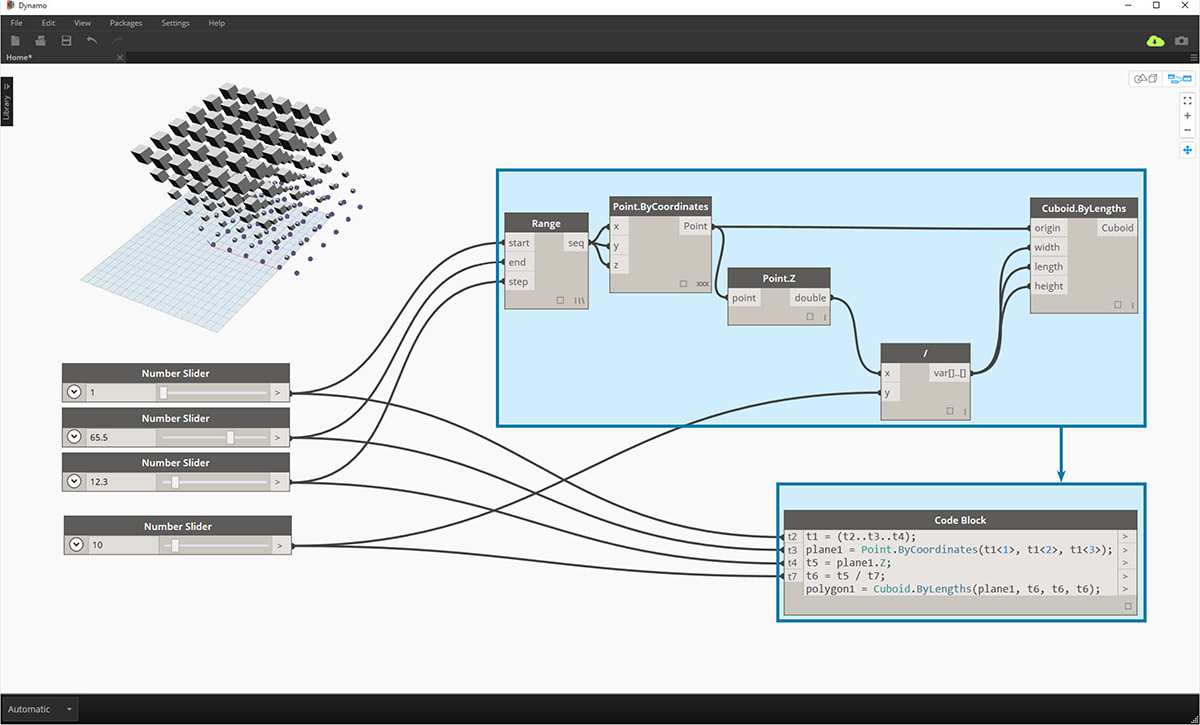 Dynamo
File Edit View Packages Settings Help
Home*
Library
Range
start seq
end
step
Point.ByCoordinates
x Point
y
z
xxx
Point.Z
point double
Cuboid.ByLengths
origin Cuboid
width
length
height
/
x var[]..[]
y
Number Slider
1 >
Number Slider
65.5 >
Number Slider
12.3 >
Number Slider
10 >
Code Block
t2 t1 = (t2..t3..t4); >
t3 plane1 = Point.ByCoordinates(t1<1>, t1<2>, t1<3>); >
t4 t5 = plane1.Z; >
t7 t6 = t5 / t7; >
polygon1 = Cuboid.ByLengths(plane1, t6, t6, t6); >
Automatic